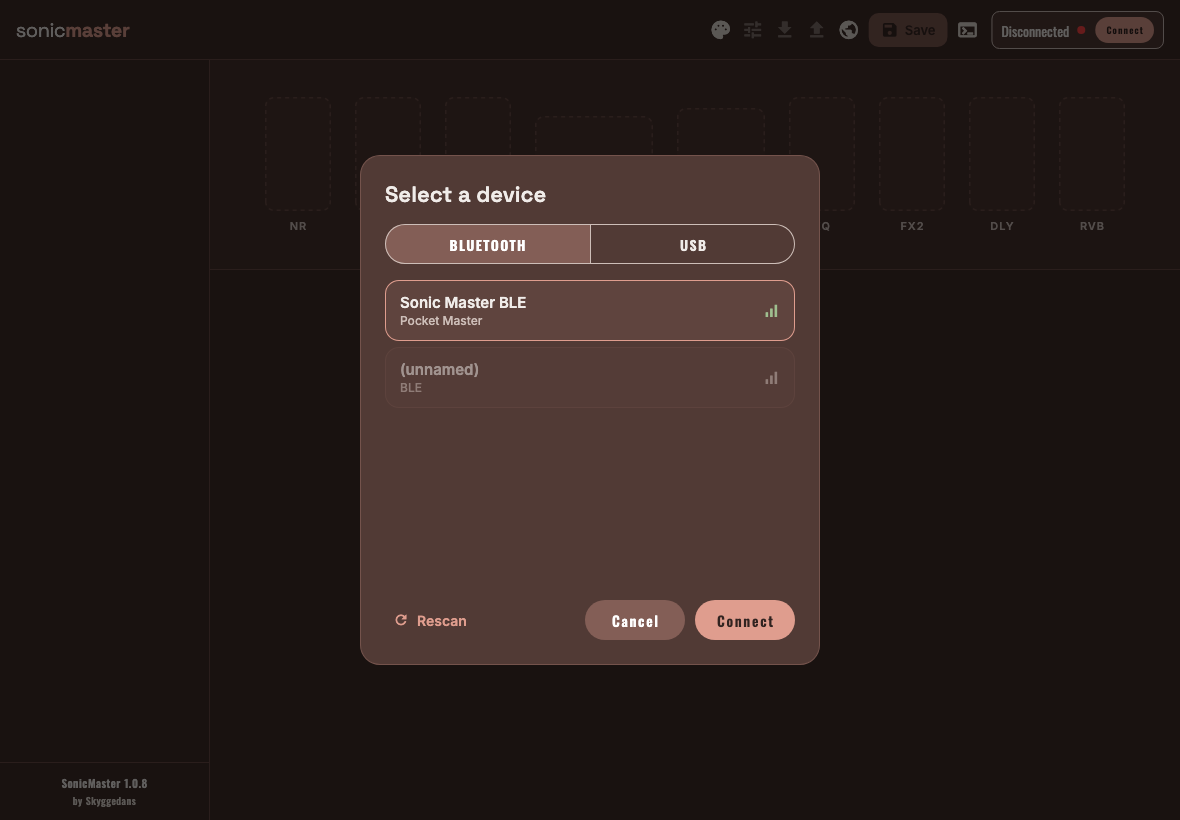 sonicmaster
Save
Disconnected
Connect
NR
Q
FX2
DLY
RVB
Select a device
BLUETOOTH
USB
Sonic Master BLE
Pocket Master
(unnamed)
BLE
Rescan
Cancel
Connect
SonicMaster 1.0.8
by Skyggedans